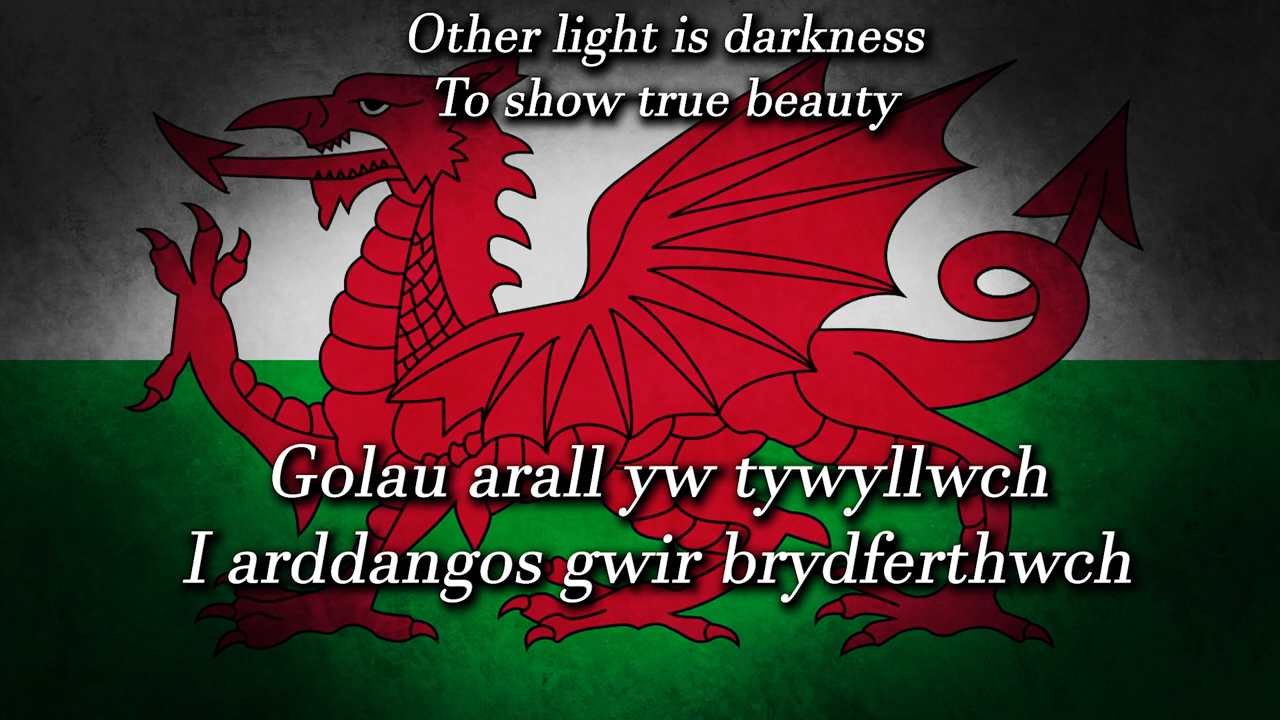 Other light is darkness
To show true beauty
Golau arall yw tywyllwch
I arddangos gwir brydferthwch